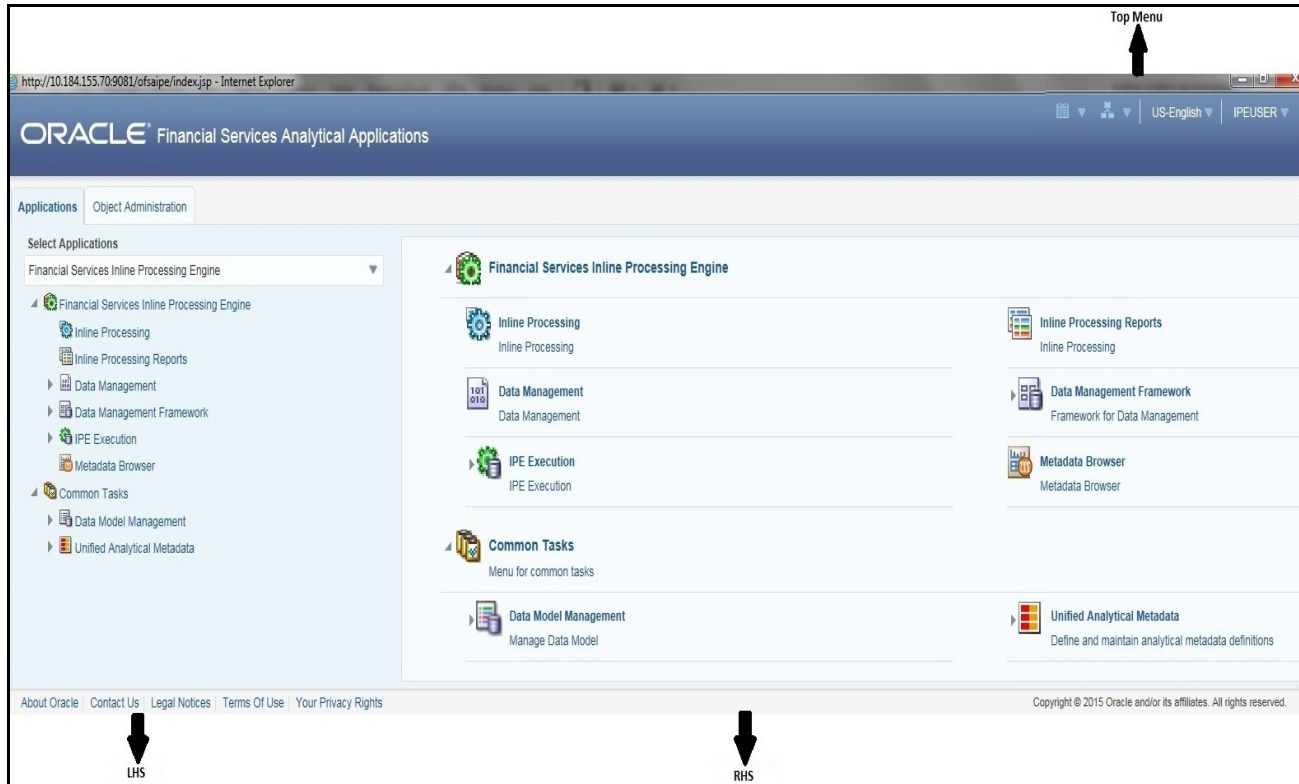 Top Menu
http://10.184.155.70:9081/ofsaipe/index.jsp - Internet Explorer
US-English
IPEUSER
ORACLE® Financial Services Analytical Applications
Applications
Object Administration
Select Applications
Financial Services Inline Processing Engine
Financial Services Inline Processing Engine
Inline Processing
Inline Processing Reports
Data Management
Data Management Framework
IPE Execution
Metadata Browser
Common Tasks
Data Model Management
Unified Analytical Metadata
Financial Services Inline Processing Engine
Inline Processing
Inline Processing
Inline Processing Reports
Inline Processing
101
010
Data Management
Data Management
Data Management Framework
Framework for Data Management
IPE Execution
IPE Execution
Metadata Browser
Metadata Browser
Common Tasks
Menu for common tasks
Data Model Management
Manage Data Model
Unified Analytical Metadata
Define and maintain analytical metadata definitions
About Oracle | Contact Us | Legal Notices | Terms Of Use | Your Privacy Rights
Copyright © 2015 Oracle and/or its affiliates. All rights reserved.
LHS
RHS